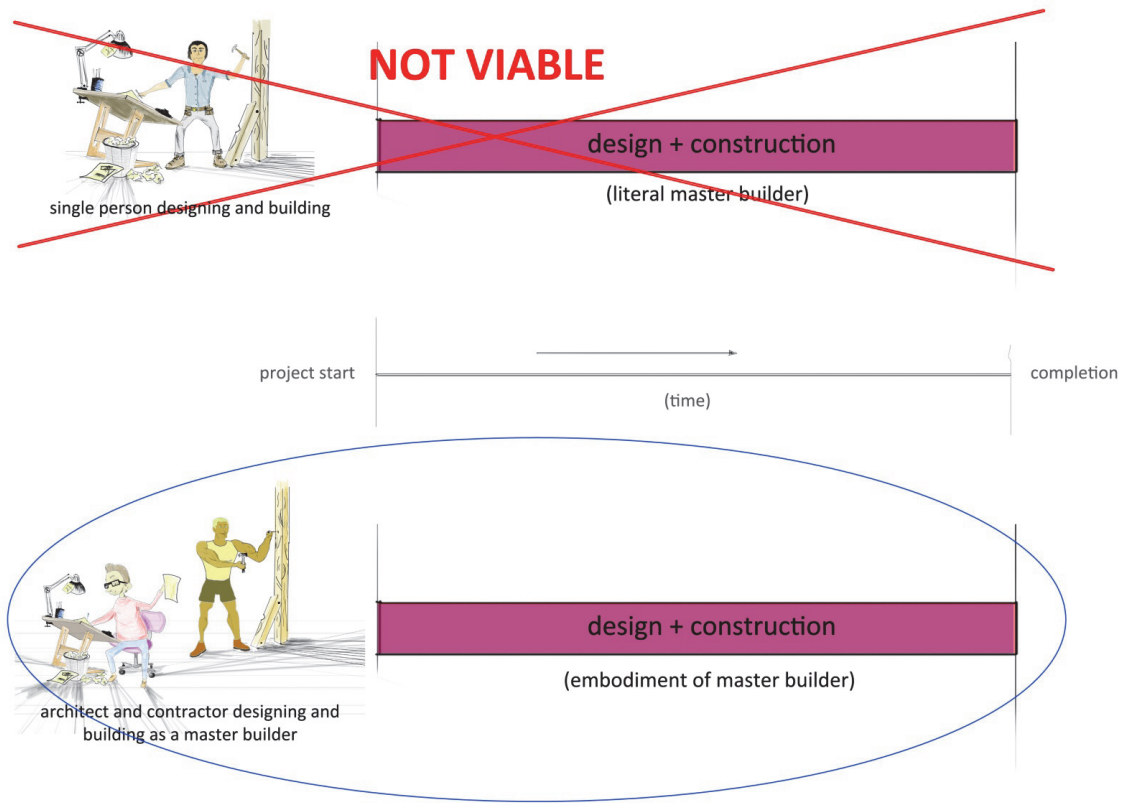 NOT VIABLE
design + construction
(literal master builder)
single person designing and building
project start
completion
(time)
design + construction
(embodiment of master builder)
architect and contractor designing and
building as a master builder